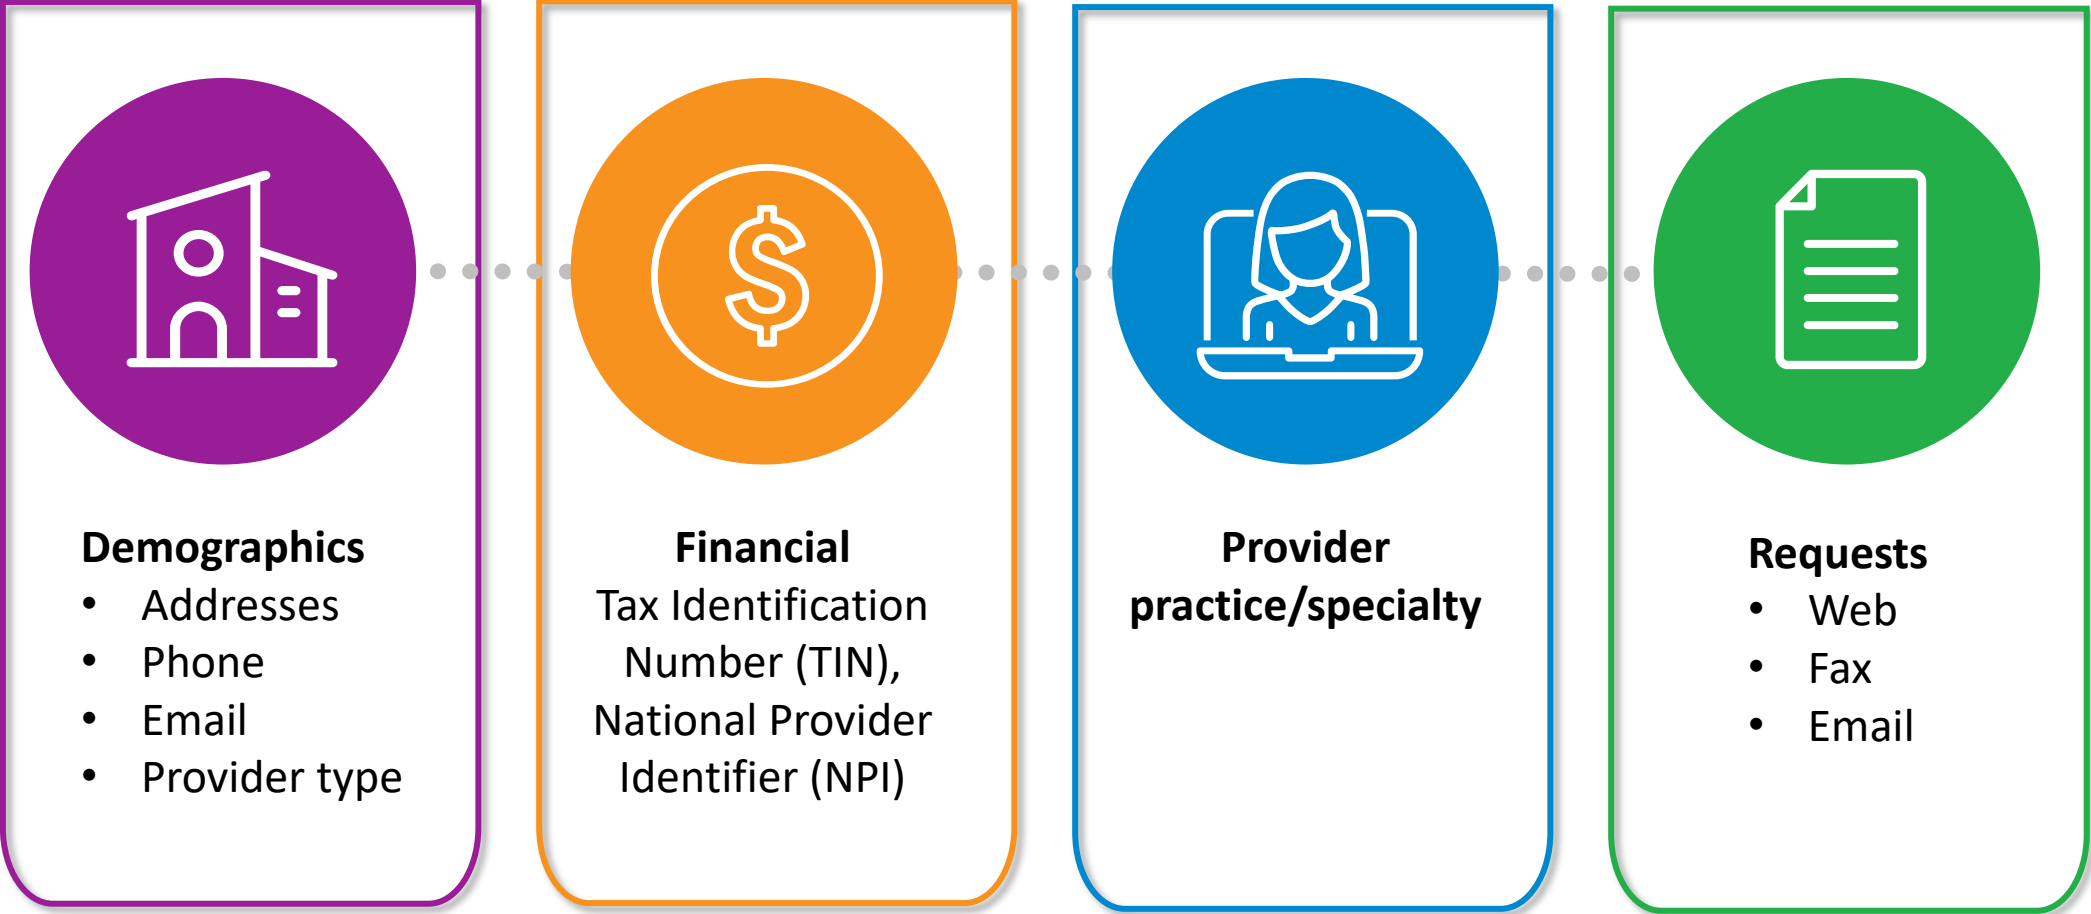 Demographics
• Addresses
• Phone
• Email
• Provider type
Financial
Tax Identification
Number (TIN),
National Provider
Identifier (NPI)
Provider
practice/specialty
Requests
• Web
• Fax
• Email